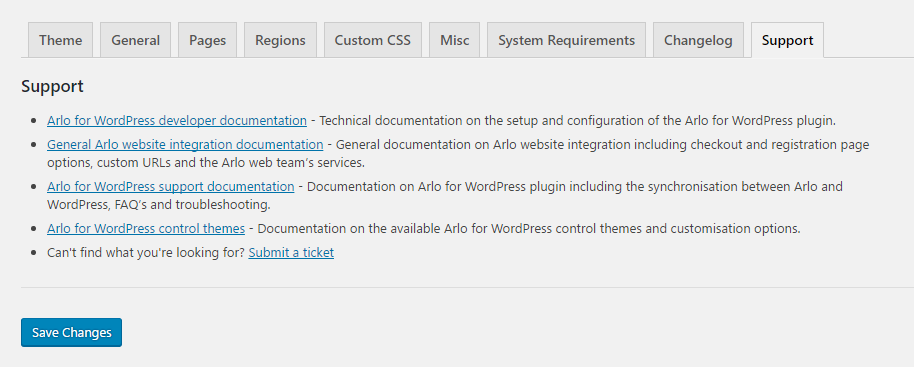 Theme General Pages Regions Custom CSS Misc System Requirements Changelog Support
Support
• Arlo for WordPress developer documentation - Technical documentation on the setup and configuration of the Arlo for WordPress plugin.
• General Arlo website integration documentation - General documentation on Arlo website integration including checkout and registration page
options, custom URLs and the Arlo web team's services.
• Arlo for WordPress support documentation - Documentation on Arlo for WordPress plugin including the synchronisation between Arlo and
WordPress, FAQ's and troubleshooting.
• Arlo for WordPress control themes - Documentation on the available Arlo for WordPress control themes and customisation options.
• Can't find what you're looking for? Submit a ticket
Save Changes